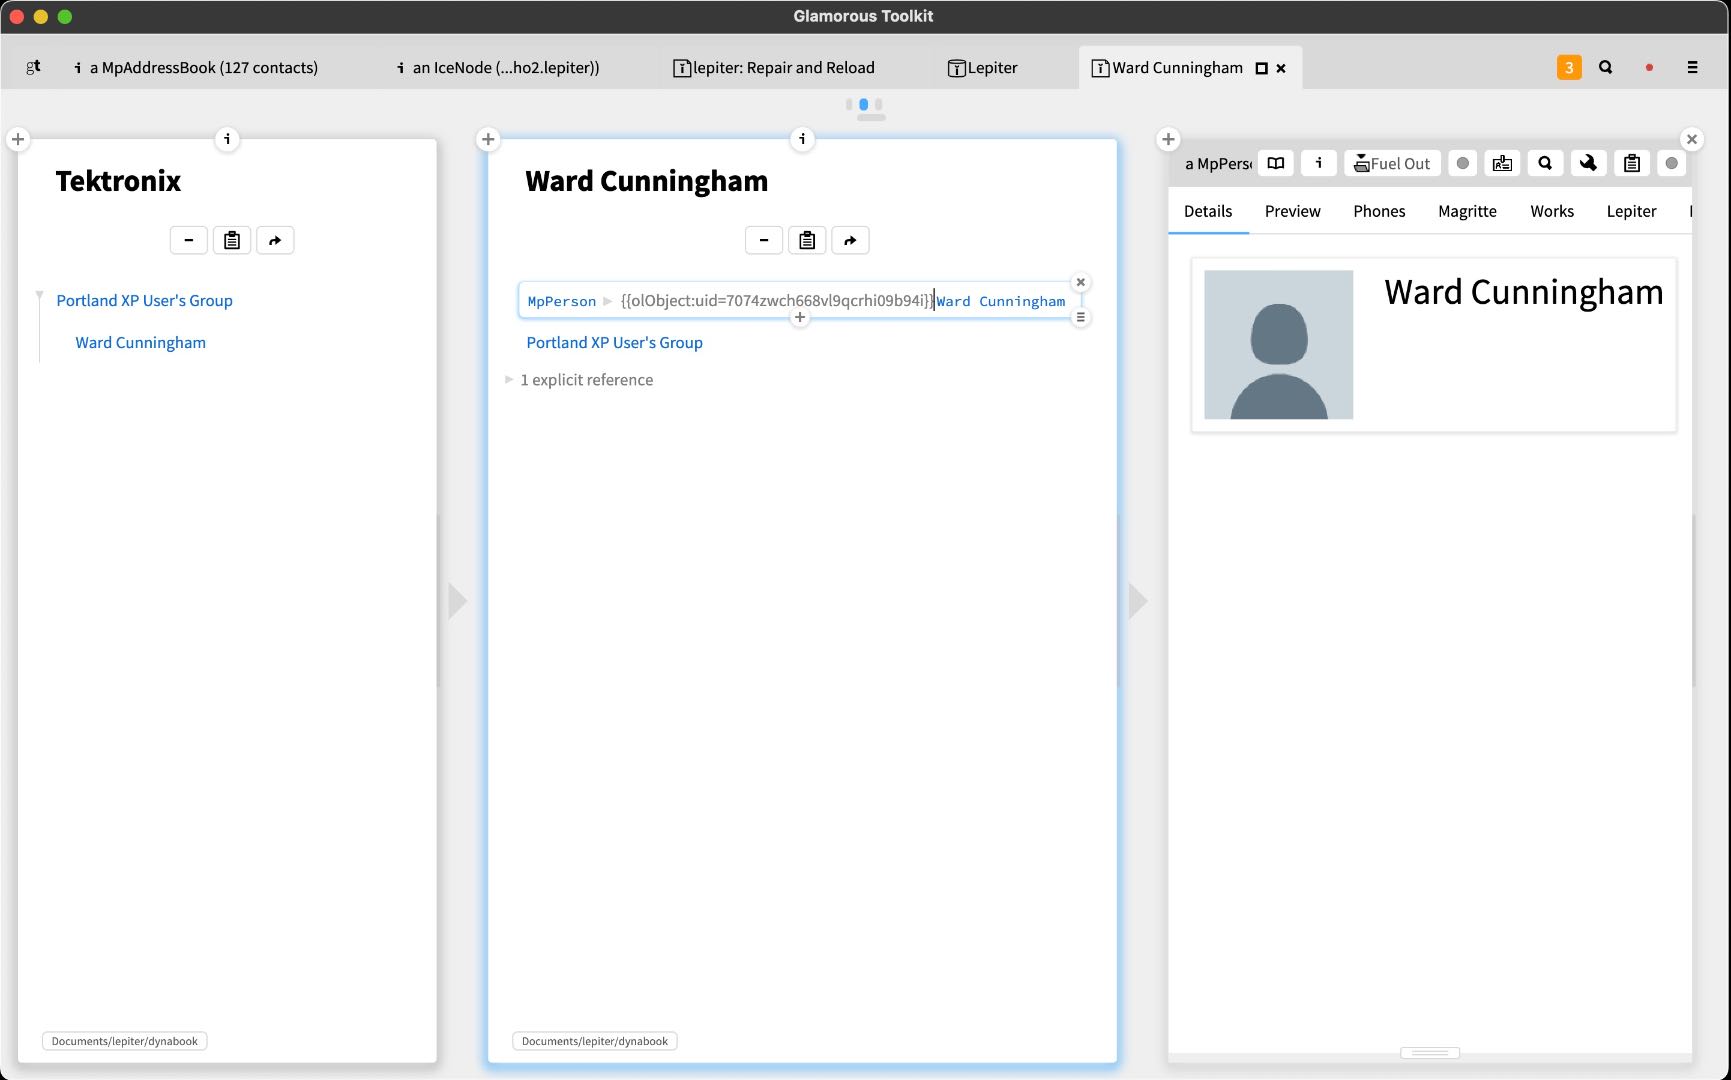 Glamorous Toolkit
gt
i a MpAddressBook (127 contacts)
i an IceNode (...ho2.lepiter))
lepiter: Repair and Reload
Lepiter
Ward Cunningham
3
Tektronix
Portland XP User's Group
Ward Cunningham
Documents/lepiter/dynabook
Ward Cunningham
MpPerson {{olObject:uid=7074zwch668vl9qcrhi09b94i}}Ward Cunningham
Portland XP User's Group
1 explicit reference
Documents/lepiter/dynabook
a MpPerso
Fuel Out
Details Preview Phones Magritte Works Lepiter
Ward Cunningham